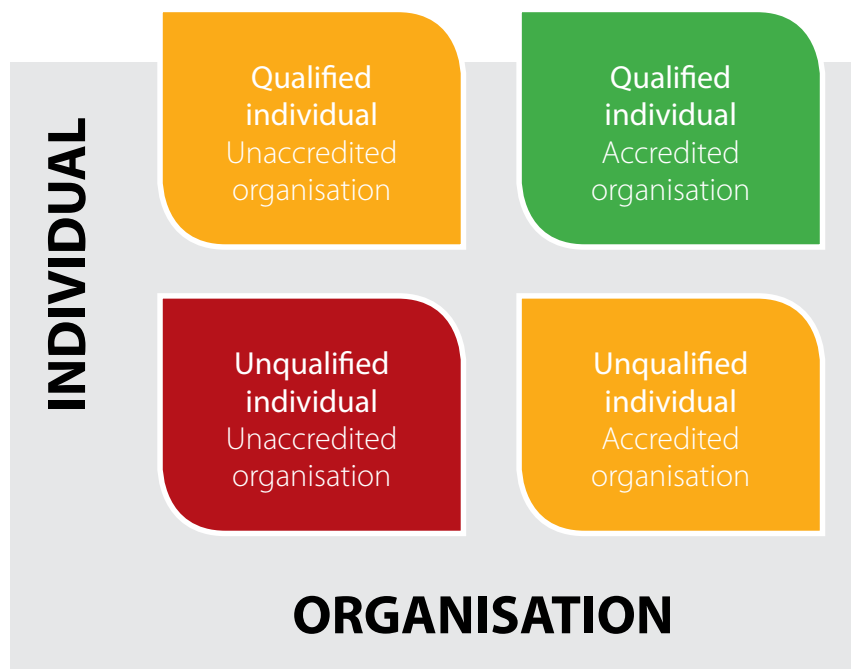 INDIVIDUAL
Qualified
individual
Unaccredited
organisation
Qualified
individual
Accredited
organisation
Unqualified
individual
Unaccredited
organisation
Unqualified
individual
Accredited
organisation
ORGANISATION